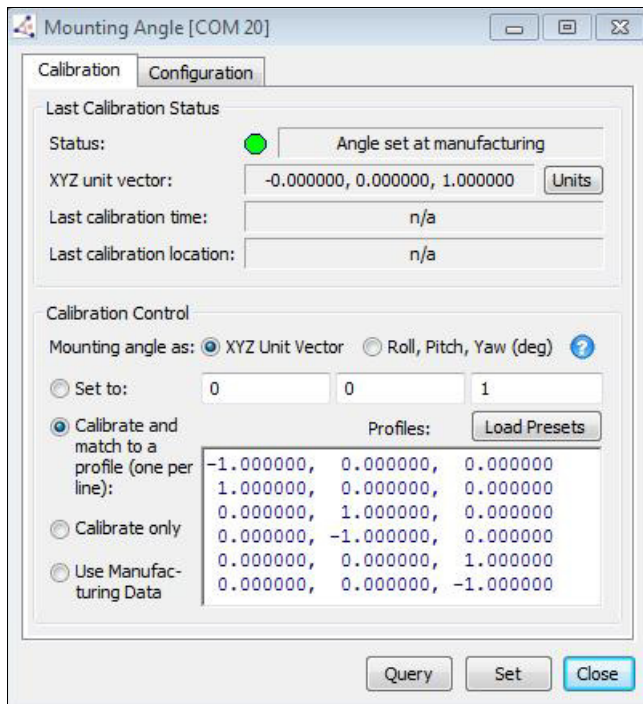 Mounting Angle [COM 20]
Calibration Configuration
Last Calibration Status
Status: Angle set at manufacturing
XYZ unit vector: -0.000000, 0.000000, 1.000000 Units
Last calibration time: n/a
Last calibration location: n/a
Calibration Control
Mounting angle as: XYZ Unit Vector Roll, Pitch, Yaw (deg) ?
Set to: 0 0 1
Calibrate and
match to a
profile (one per
line):
Profiles: Load Presets
-1.000000, 0.000000, 0.000000
1.000000, 0.000000, 0.000000
0.000000, 1.000000, 0.000000
0.000000, -1.000000, 0.000000
0.000000, 0.000000, 1.000000
0.000000, 0.000000, -1.000000
Calibrate only
Use Manufac-
turing Data
Query Set Close